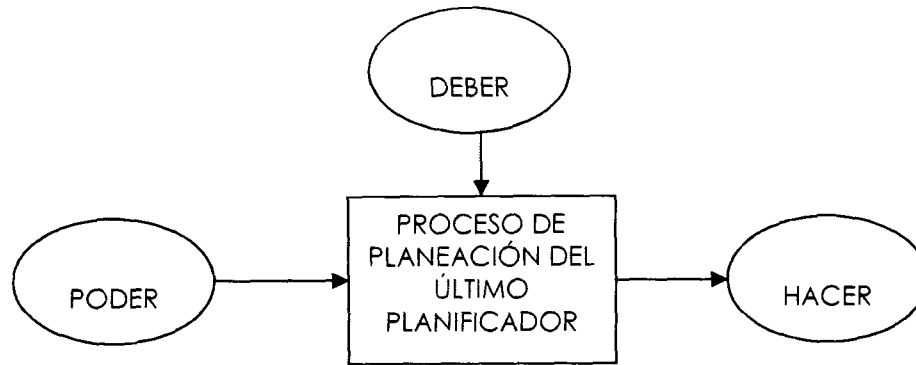 DEBER
PROCESO DE
PLANEACIÓN DEL
ÚLTIMO
PLANIFICADOR
PODER
HACER